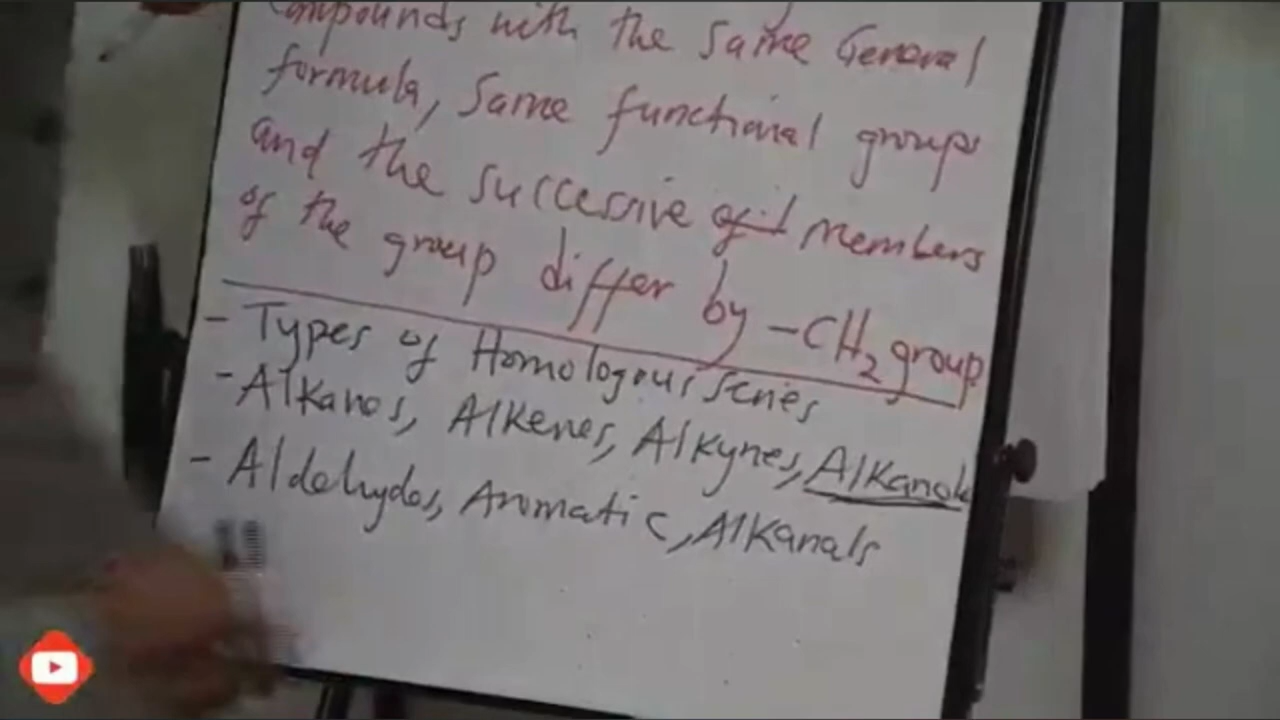 Compounds with the same General
formula, Same functional groups
and the successive of members
of the group differ by -CH2 group
- Types of Homologous series
- Alkanes, Alkenes, Alkynes, Alkanols
- Aldehydes, Aromatic, Alkanals